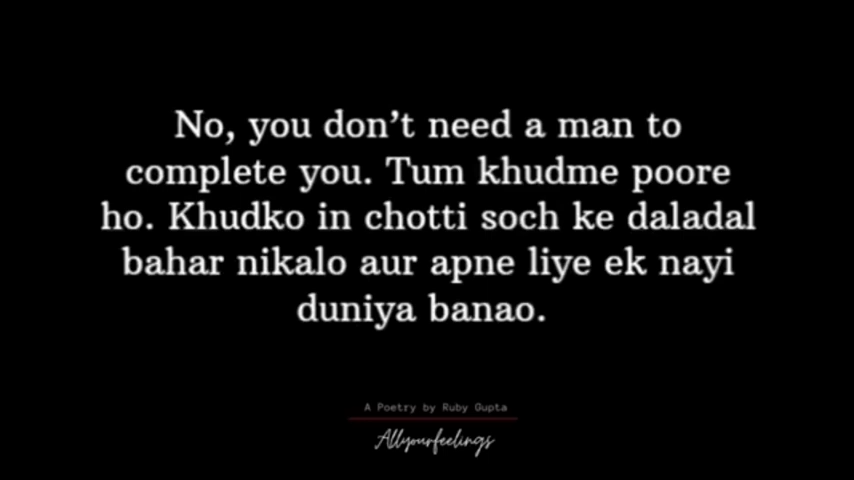 No, you don’t need a man to
complete you. Tum khudme poore
ho. Khudko in chotti soch ke daladal
bahar nikalo aur apne liye ek nayi
duniya banao.
A Poetry by Ruby Gupta
Allyourfeelings